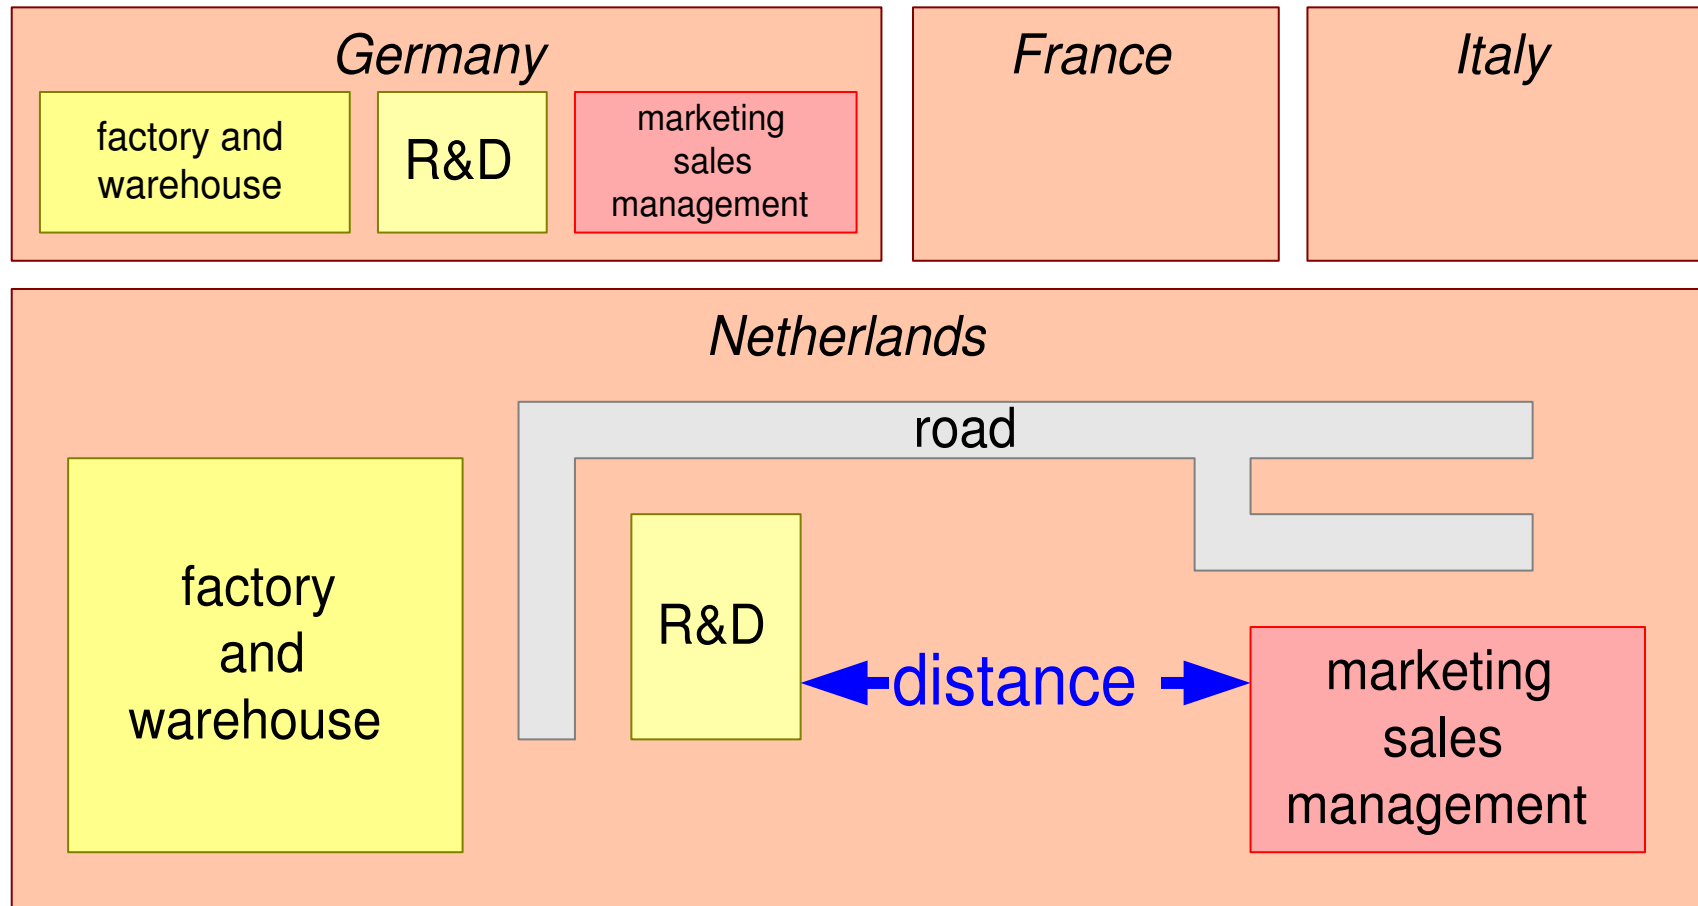 Germany
factory and
warehouse
R&D
marketing
sales
management
France
Italy
Netherlands
road
factory
and
warehouse
R&D
distance
marketing
sales
management